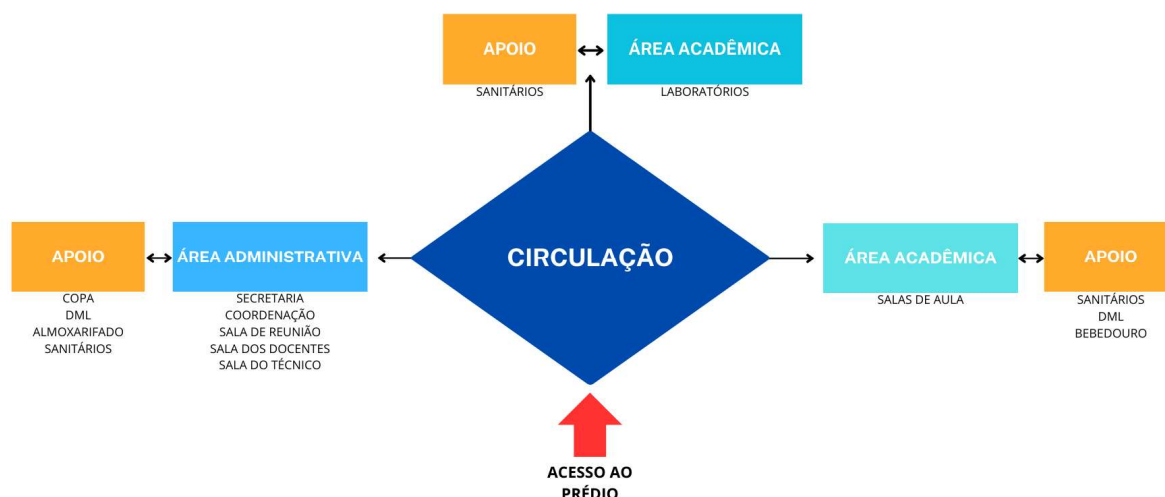 APOIO
ÁREA ACADÊMICA
SANITÁRIOS
LABORATÓRIOS
CIRCULAÇÃO
APOIO
ÁREA ADMINISTRATIVA
COPA
DML
ALMOXARIFADO
SANITÁRIOS
SECRETARIA
COORDENAÇÃO
SALA DE REUNIÃO
SALA DOS DOCENTES
SALA DO TÉCNICO
ÁREA ACADÊMICA
APOIO
SALAS DE AULA
SANITÁRIOS
DML
BEBEDOURO
ACESSO AO
PRÉDIO